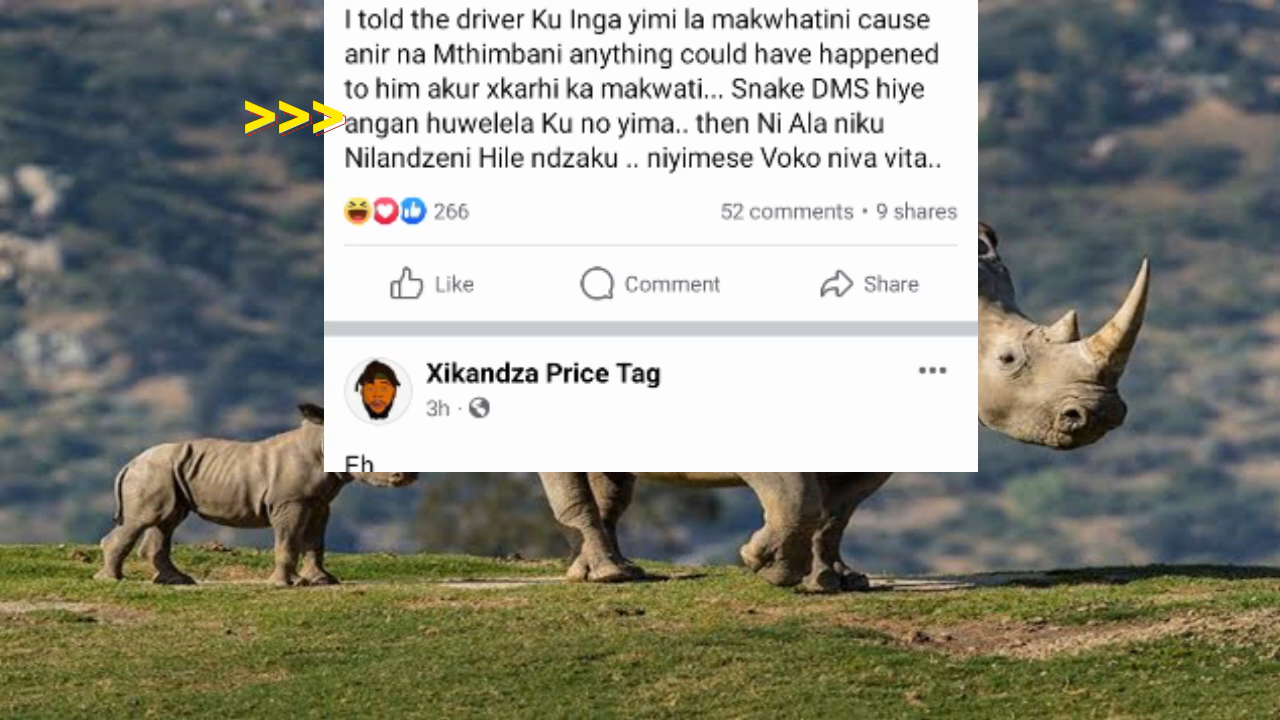 I told the driver Ku Inga yimi la makwhatini cause
anir na Mthimbani anything could have happened
to him akur xkarhi ka makwati... Snake DMS hiye
>>> angan huwelela Ku no yima.. then Ni Ala niku
Nilandzeni Hile ndzaku .. niyimese Voko niva vita..
266 52 comments • 9 shares
Like Comment Share
Xikandza Price Tag
3h ·
Eh